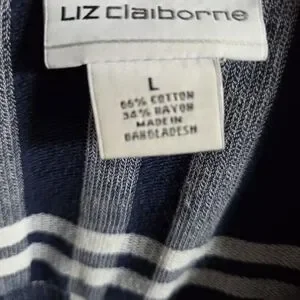 LIZ claiborne
L
66% COTTON
34% RAYON
MADE IN
BANGLADESH